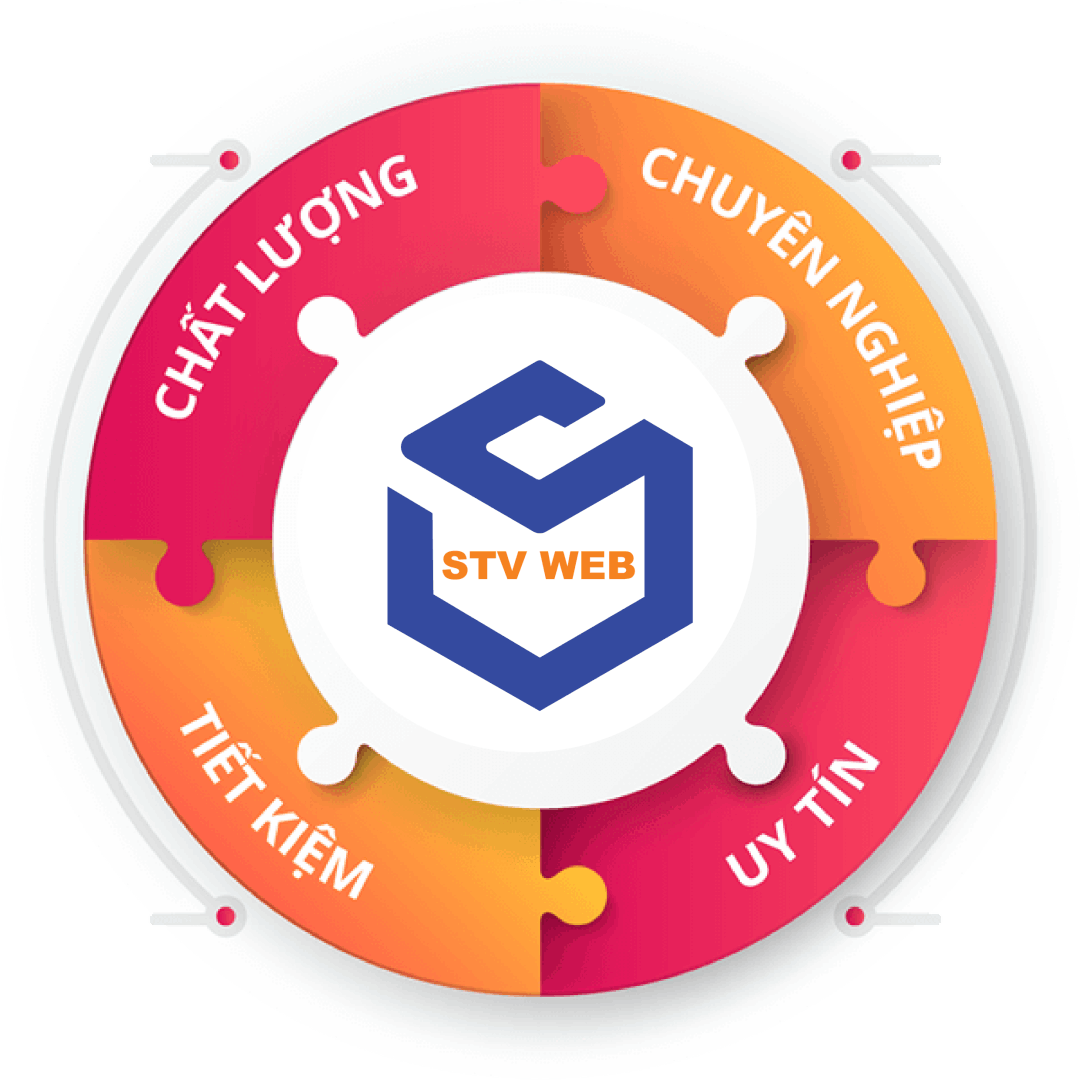 CHẤT LƯỢNG
CHUYÊN NGHIỆP
STV WEB
TIẾT KIỆM
UY TÍN